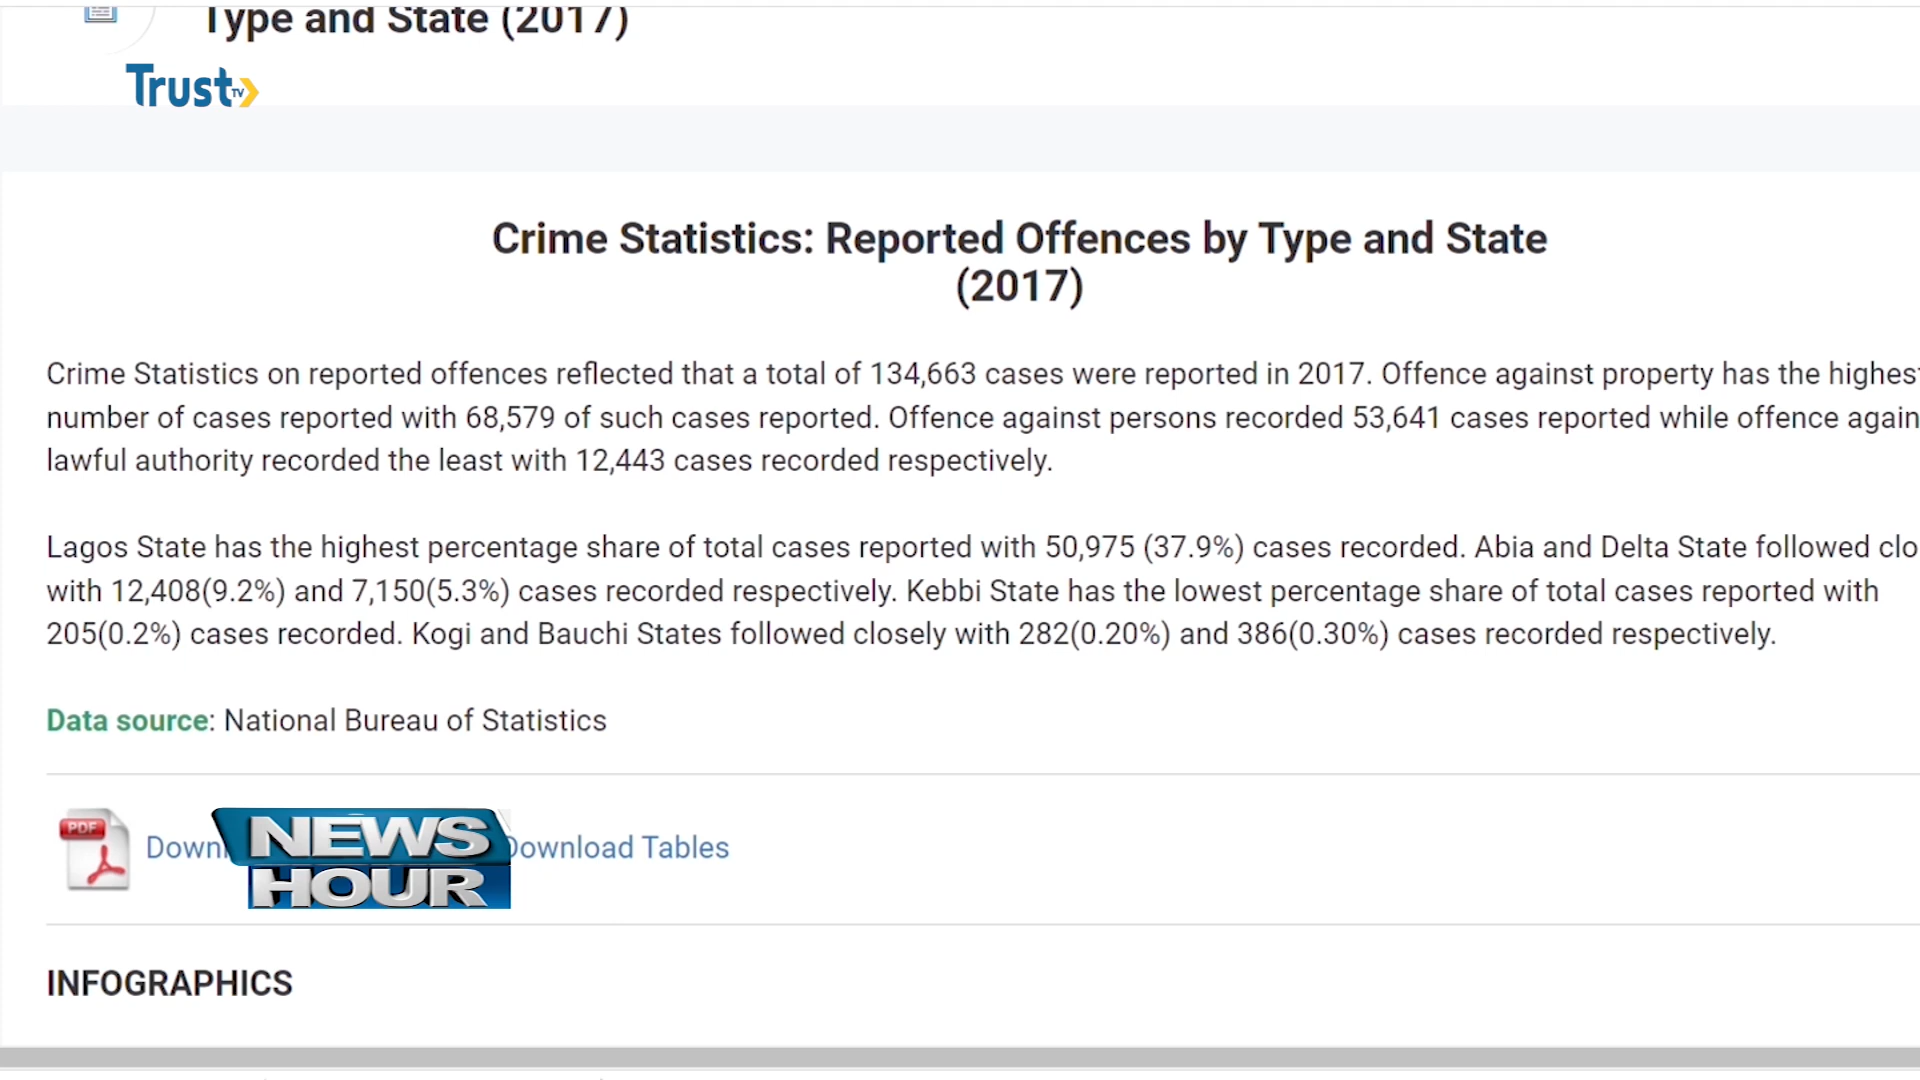 Type and State (2017)
Trust TV
Crime Statistics: Reported Offences by Type and State
(2017)
Crime Statistics on reported offences reflected that a total of 134,663 cases were reported in 2017. Offence against property has the highest
number of cases reported with 68,579 of such cases reported. Offence against persons recorded 53,641 cases reported while offence again
lawful authority recorded the least with 12,443 cases recorded respectively.
Lagos State has the highest percentage share of total cases reported with 50,975 (37.9%) cases recorded. Abia and Delta State followed clo
with 12,408(9.2%) and 7,150(5.3%) cases recorded respectively. Kebbi State has the lowest percentage share of total cases reported with
205(0.2%) cases recorded. Kogi and Bauchi States followed closely with 282(0.20%) and 386(0.30%) cases recorded respectively.
Data source: National Bureau of Statistics
PDF Downl Download Tables
NEWS
HOUR
INFOGRAPHICS